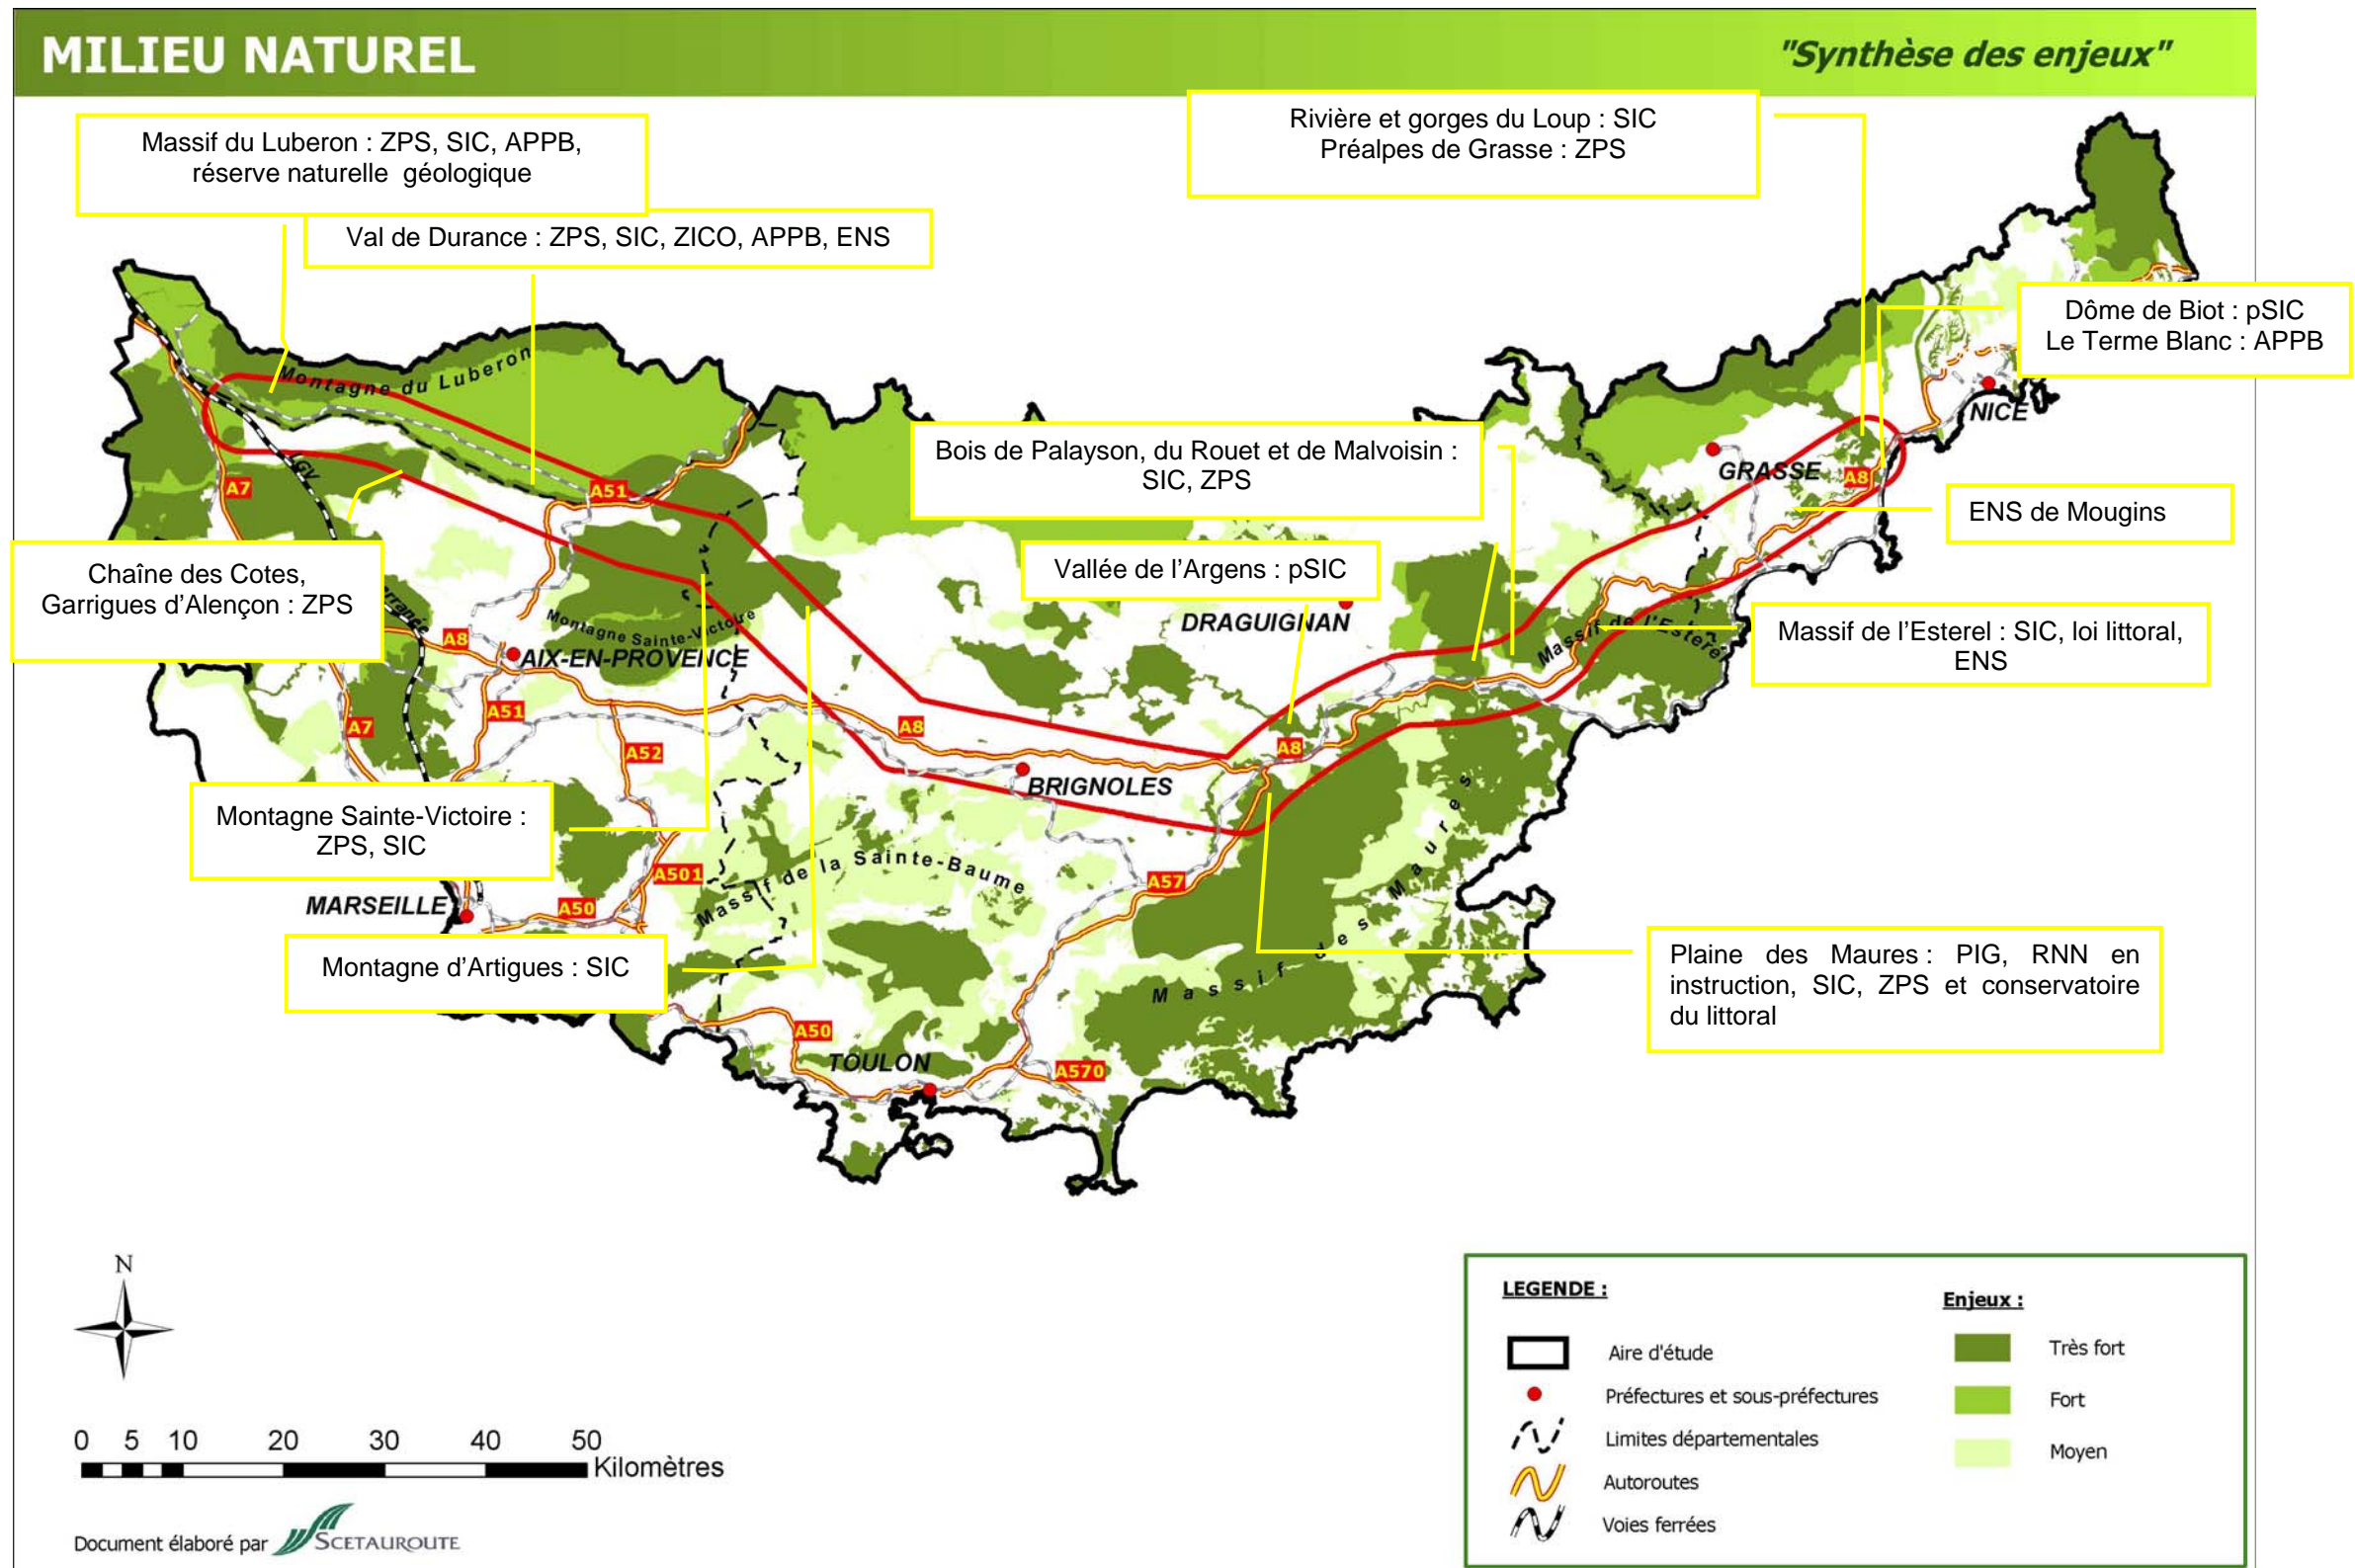 MILIEU NATUREL
"Synthèse des enjeux"
Massif du Luberon : ZPS, SIC, APPB,
réserve naturelle géologique
Rivière et gorges du Loup : SIC
Préalpes de Grasse : ZPS
Val de Durance : ZPS, SIC, ZICO, APPB, ENS
Dôme de Biot : pSIC
Le Terme Blanc : APPB
Montagne du Luberon
NICE
Bois de Palayson, du Rouet et de Malvoisin :
SIC, ZPS
GRASSE
A8
A7
LGV
A51
ENS de Mougins
Vallée de l'Argens : pSIC
Chaîne des Cotes,
Garrigues d'Alençon : ZPS
DRAGUIGNAN
Montagne Sainte-Victoire
A8
AIX-EN-PROVENCE
Massif de l'Esterel
Massif de l'Esterel : SIC, loi littoral,
ENS
A51
A7
A52
A8
A8
BRIGNOLES
Montagne Sainte-Victoire :
ZPS, SIC
Massif de la Sainte-Baume
A501
A57
MARSEILLE
A50
Massif des Maures
Montagne d'Artigues : SIC
Plaine des Maures : PIG, RNN en
instruction, SIC, ZPS et conservatoire
du littoral
A50
TOULON
A570
N
0 5 10 20 30 40 50
Kilomètres
Document élaboré par SCETAUROUTE
LEGENDE :
Aire d'étude
Préfectures et sous-préfectures
Limites départementales
Autoroutes
Voies ferrées
Enjeux :
Très fort
Fort
Moyen